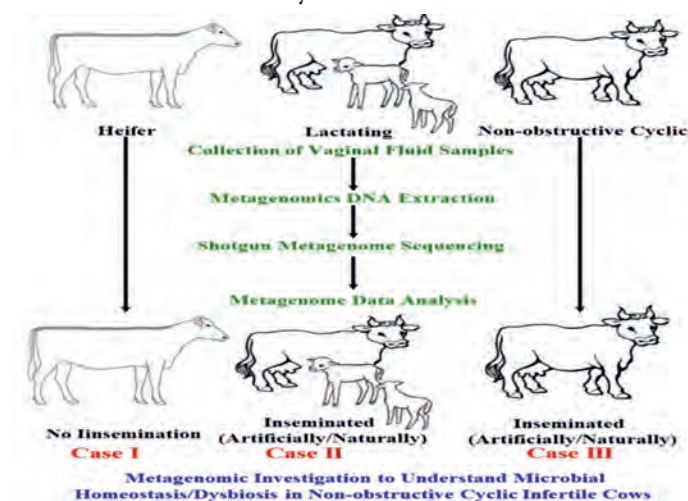 Heifer
Lactating
Non-obstructive Cyclic
Collection of Vaginal Fluid Samples
Metagenomics DNA Extraction
Shotgun Metagenome Sequencing
Metagenome Data Analysis
No Iinsemination
Inseminated
(Artificially/Naturally)
Inseminated
(Artificially/Naturally)
Case I
Case II
Case III
Metagenomic Investigation to Understand Microbial
Homeostasis/Dysbiosis in Non-obstructive Cyclic Infertile Cows